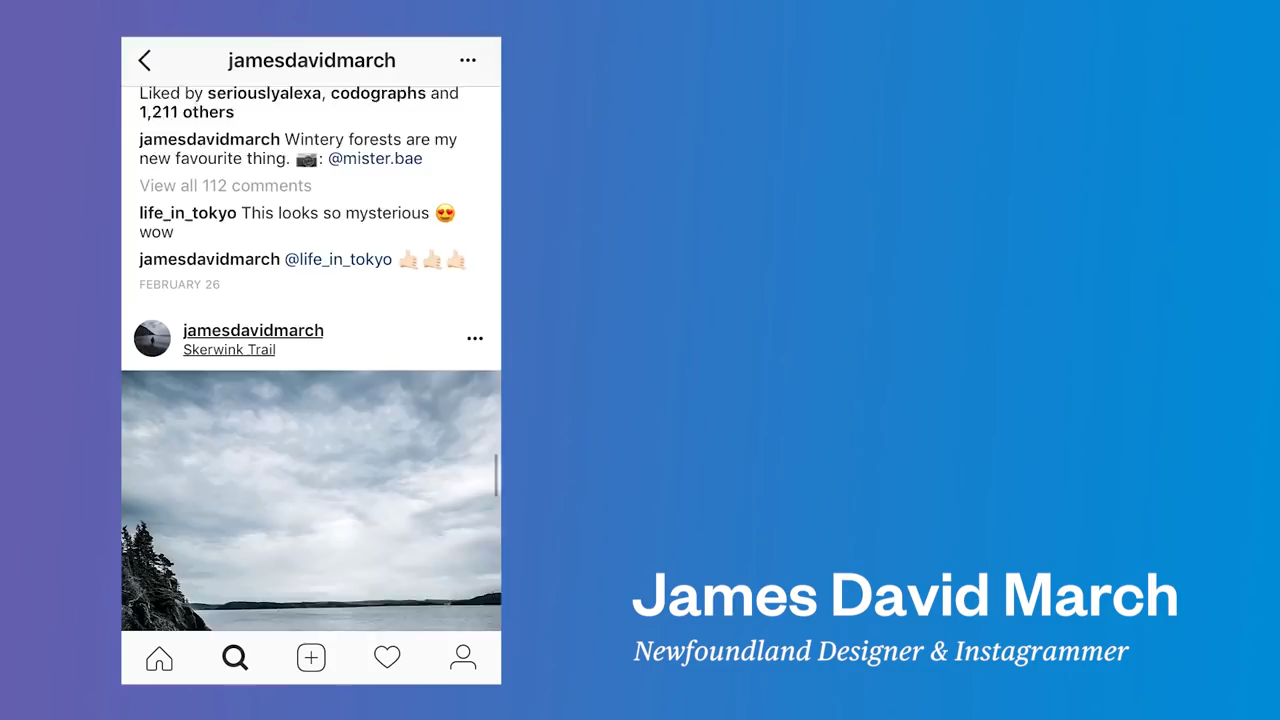 jamesdavidmarch
Liked by seriouslyalexa, codographs and
1,211 others
jamesdavidmarch Wintery forests are my
new favourite thing. 📷: @mister.bae
View all 112 comments
life_in_tokyo This looks so mysterious 😍
wow
jamesdavidmarch @life_in_tokyo 🤙🏻🤙🏻🤙🏻
FEBRUARY 26
jamesdavidmarch
Skerwink Trail
James David March
Newfoundland Designer & Instagrammer